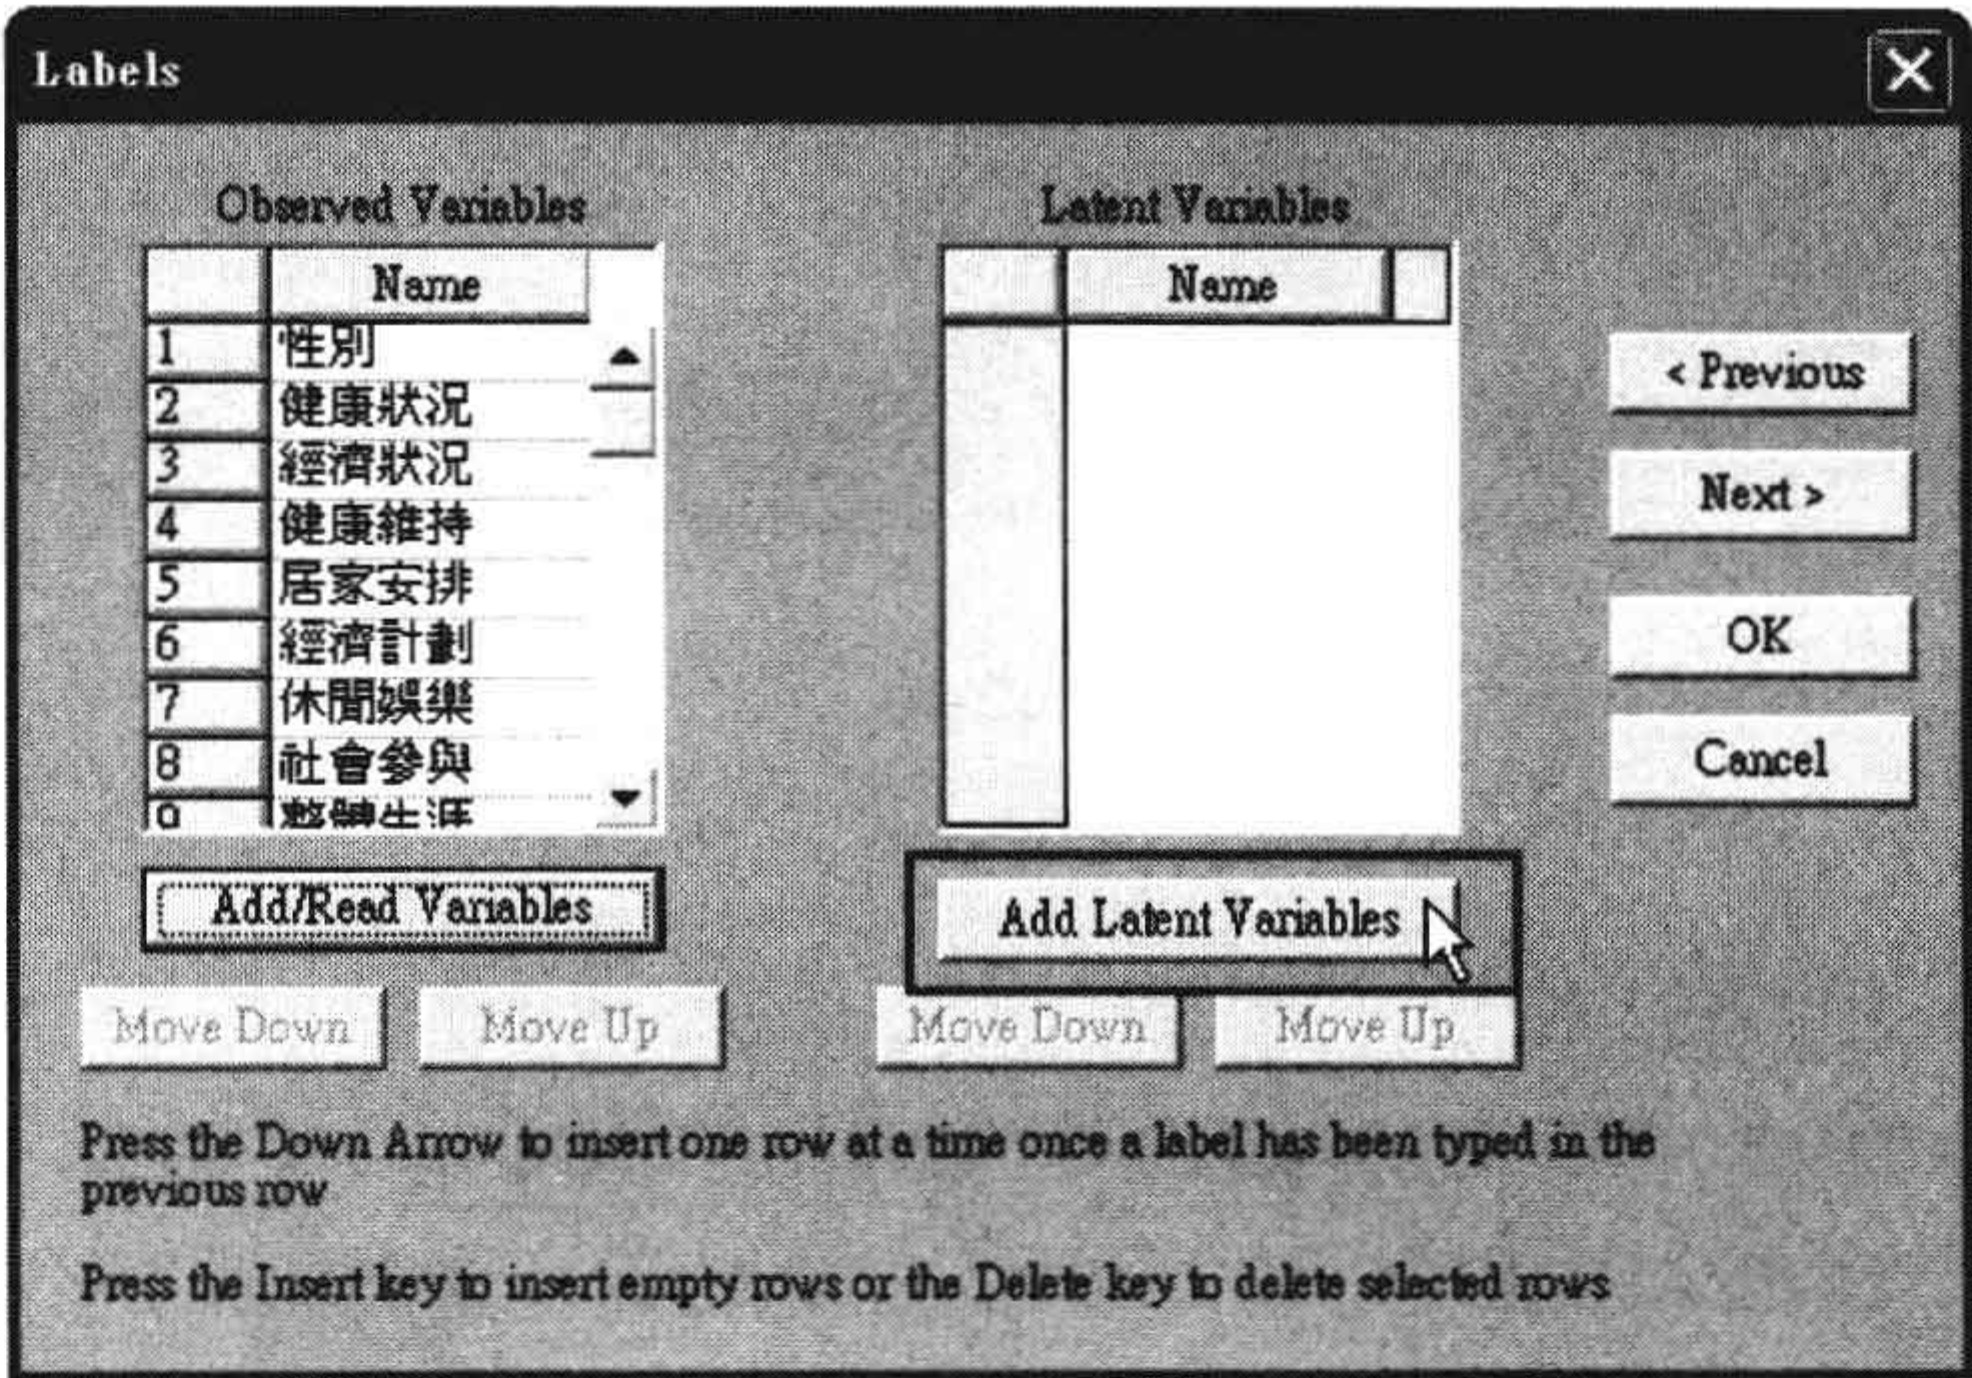 Labels
Observed Variables
Name
1 性別
2 健康狀況
3 經濟狀況
4 健康維持
5 居家安排
6 經濟計劃
7 休閒娛樂
8 社會參與
9 整體生涯
Add/Read Variables
Move Down Move Up
Latent Variables
Name
Add Latent Variables
Move Down Move Up
< Previous
Next >
OK
Cancel
Press the Down Arrow to insert one row at a time once a label has been typed in the
previous row
Press the Insert key to insert empty rows or the Delete key to delete selected rows